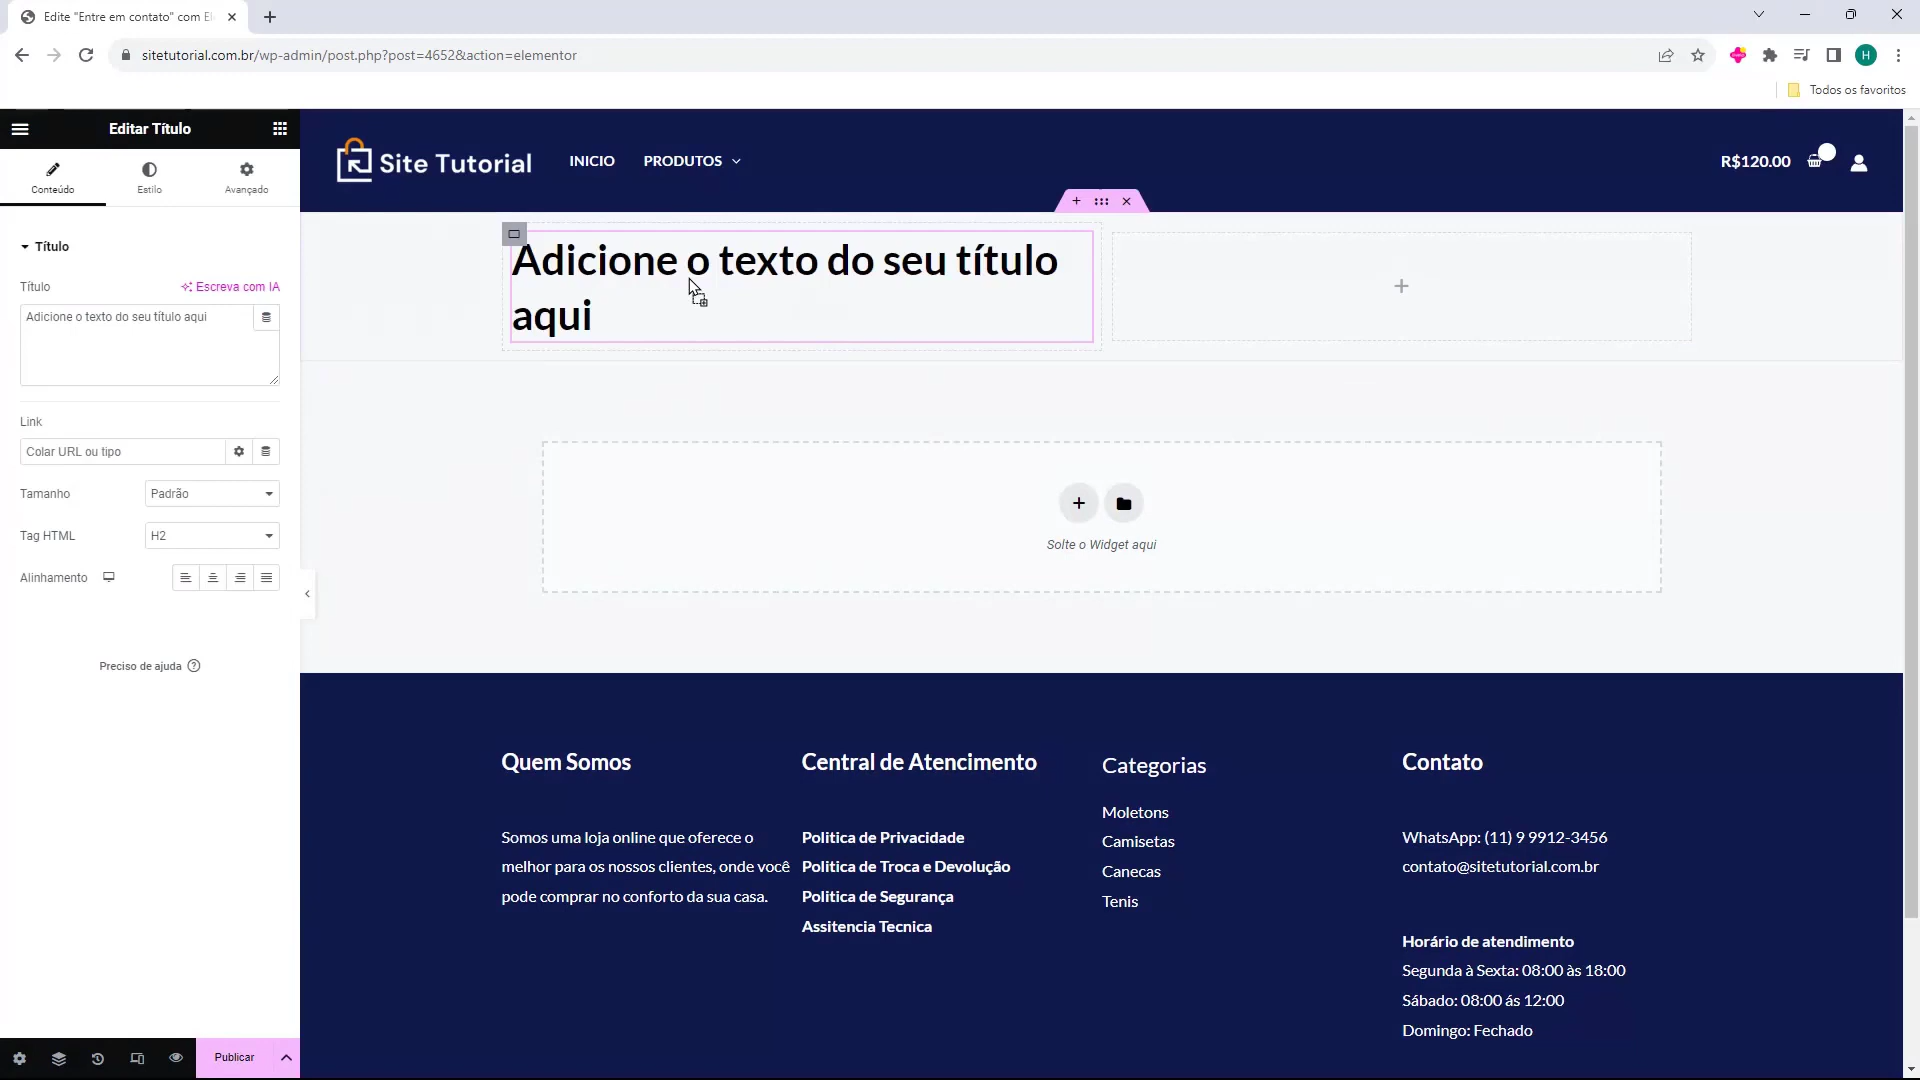 Edite "Entre em contato" com El
sitetutorial.com.br/wp-admin/post.php?post=4652&action=elementor
H
Todos os favoritos
Editar Título
Conteúdo
Estilo
Avançado
Título
Título
Escreva com IA
Adicione o texto do seu título aqui
Link
Colar URL ou tipo
Tamanho
Padrão
Tag HTML
H2
Alinhamento
Preciso de ajuda
Publicar
Site Tutorial
INICIO
PRODUTOS
R$120.00
Adicione o texto do seu título
aqui
Solte o Widget aqui
Quem Somos
Somos uma loja online que oferece o
melhor para os nossos clientes, onde você
pode comprar no conforto da sua casa.
Central de Atencimento
Politica de Privacidade
Politica de Troca e Devolução
Politica de Segurança
Assitencia Tecnica
Categorias
Moletons
Camisetas
Canecas
Tenis
Contato
WhatsApp: (11) 9 9912-3456
contato@sitetutorial.com.br
Horário de atendimento
Segunda à Sexta: 08:00 às 18:00
Sábado: 08:00 ás 12:00
Domingo: Fechado